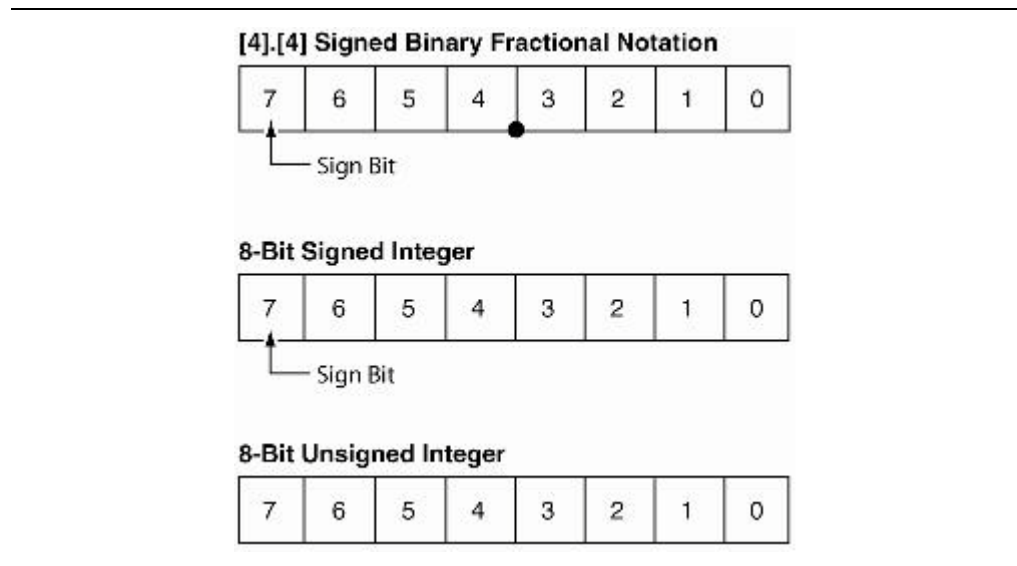 [4].[4] Signed Binary Fractional Notation
7 6 5 4 3 2 1 0
Sign Bit
8-Bit Signed Integer
7 6 5 4 3 2 1 0
Sign Bit
8-Bit Unsigned Integer
7 6 5 4 3 2 1 0